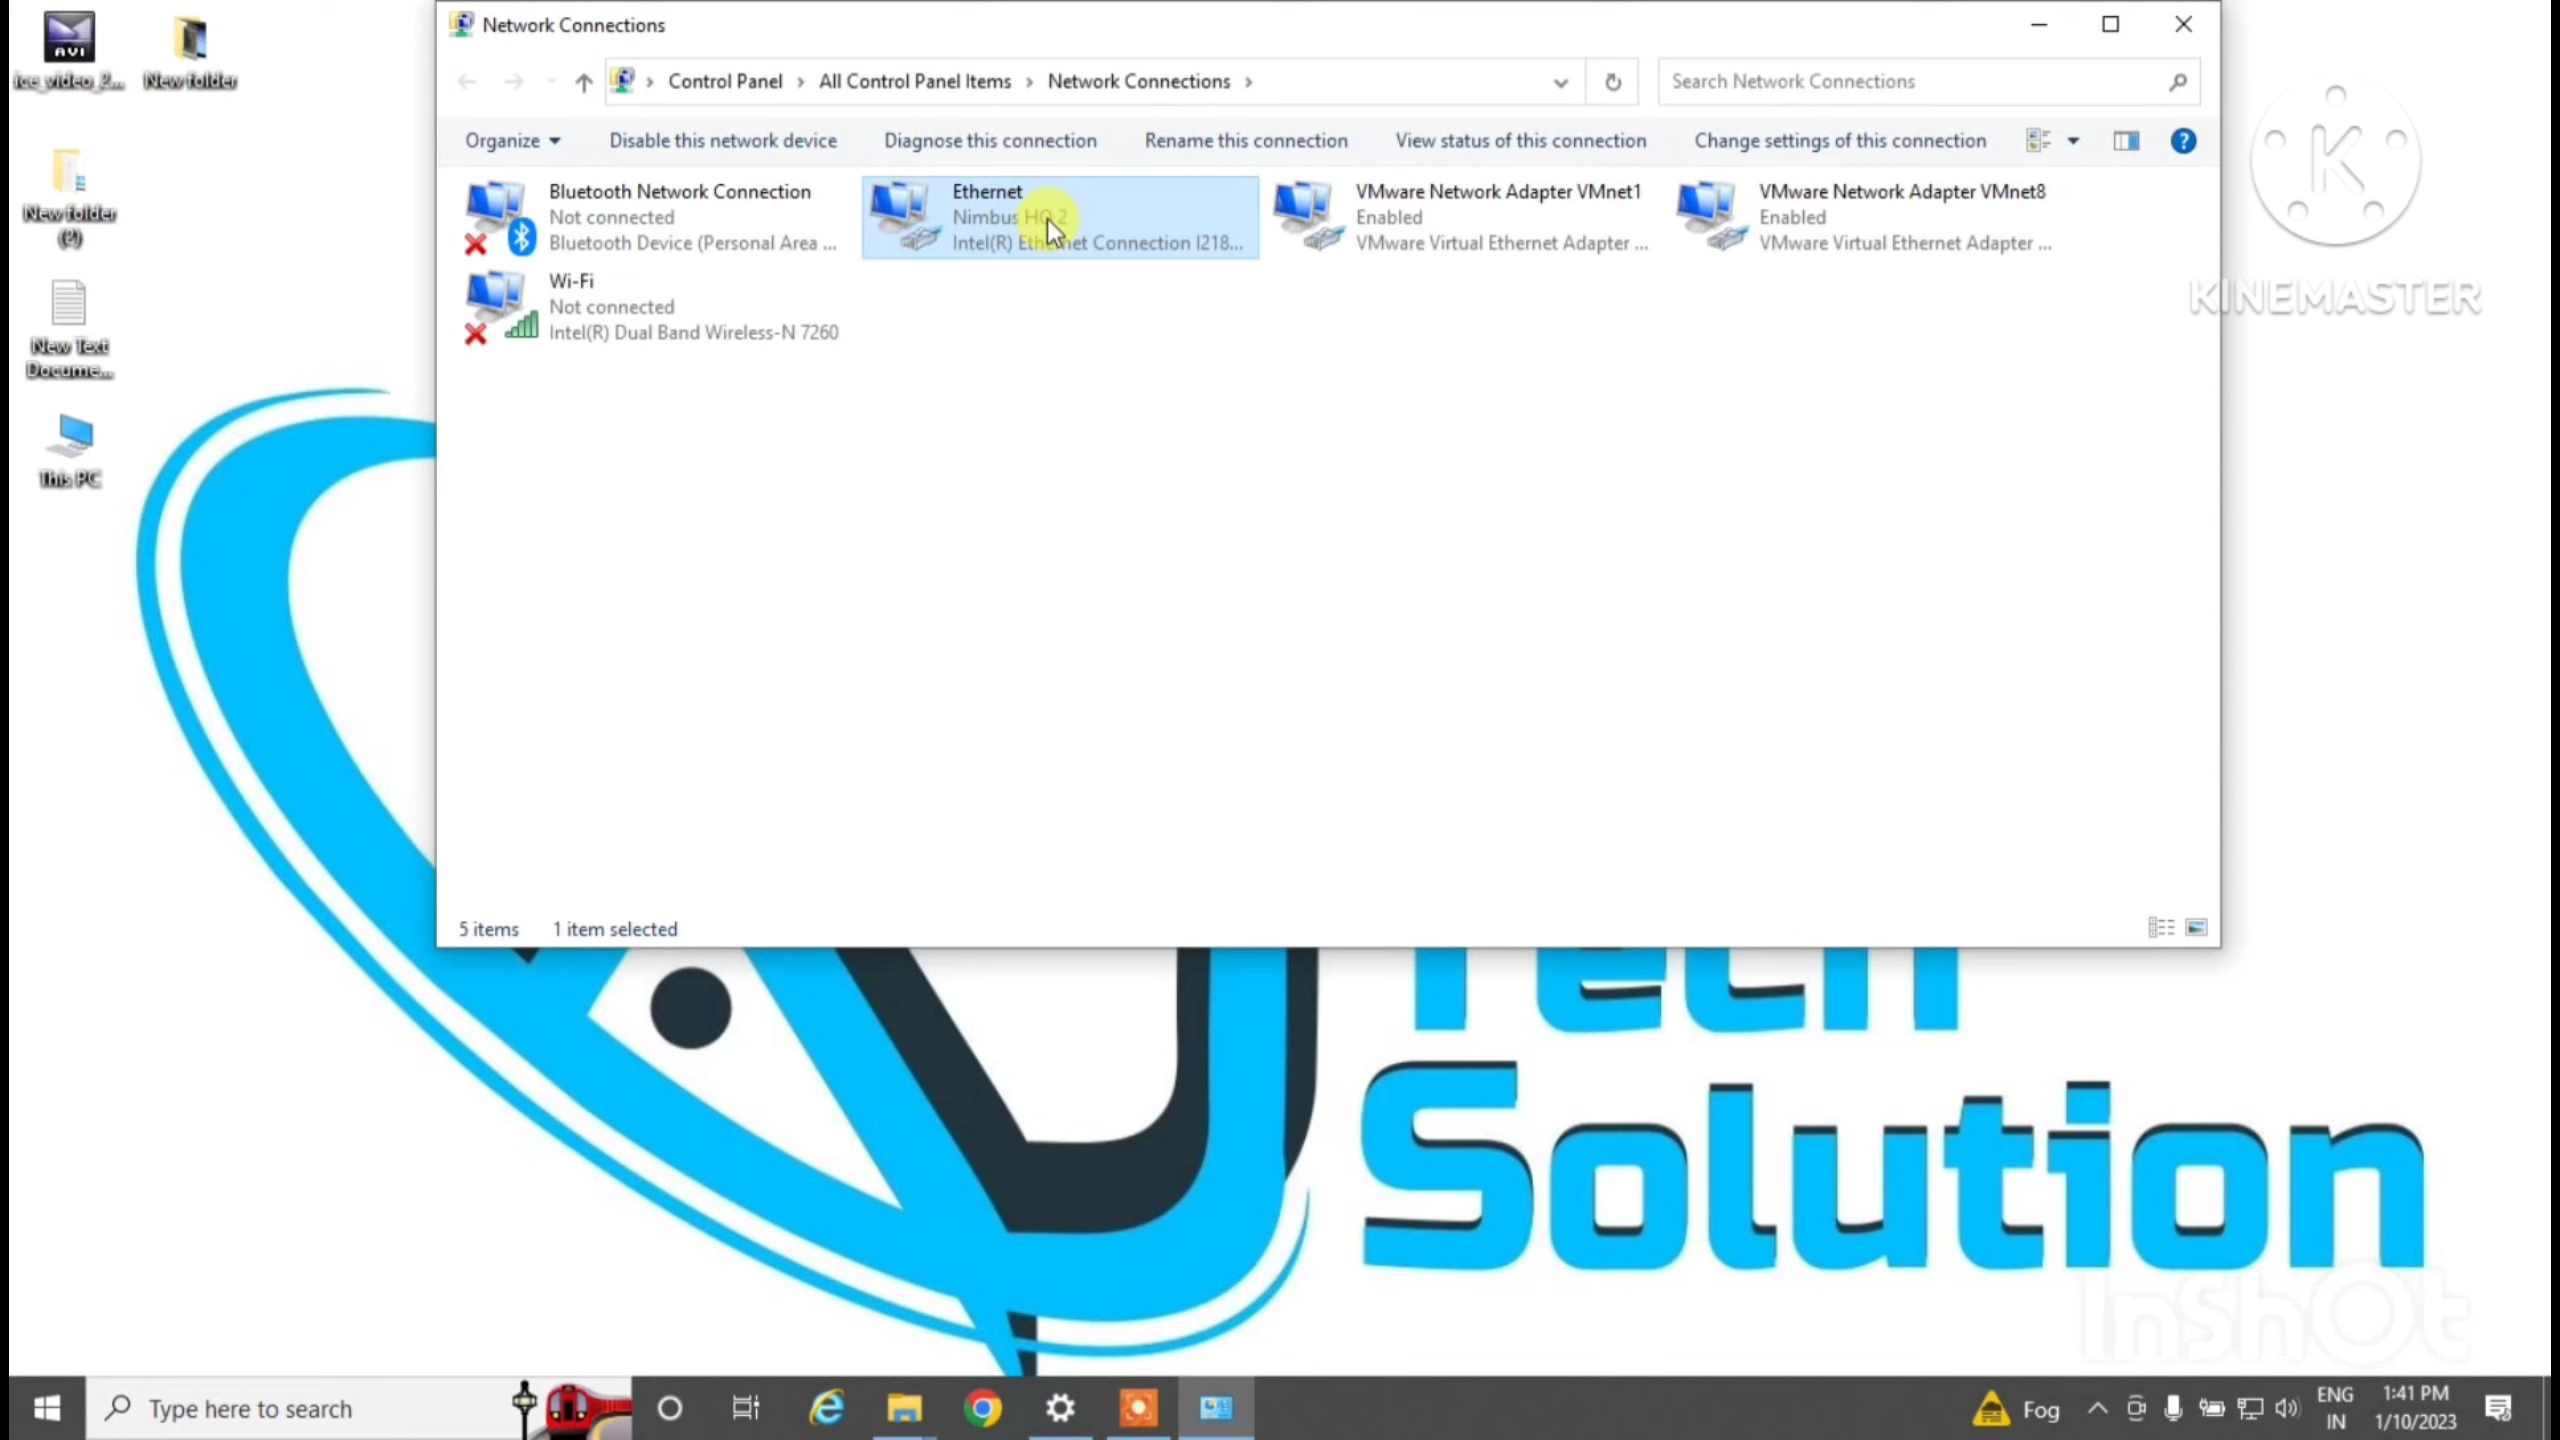 AVI
ice_video_2...
New folder
New folder
(2)
New Text
Docume...
This PC
Network Connections
Control Panel › All Control Panel Items › Network Connections ›
Search Network Connections
Organize
Disable this network device
Diagnose this connection
Rename this connection
View status of this connection
Change settings of this connection
?
Bluetooth Network Connection
Not connected
Bluetooth Device (Personal Area ...
Ethernet
Nimbus HQ 2
Intel(R) Ethernet Connection I218...
VMware Network Adapter VMnet1
Enabled
VMware Virtual Ethernet Adapter ...
VMware Network Adapter VMnet8
Enabled
VMware Virtual Ethernet Adapter ...
Wi-Fi
Not connected
Intel(R) Dual Band Wireless-N 7260
5 items
1 item selected
K
KINEMASTER
Tech
Solution
InShOt
Type here to search
Fog
ENG
IN
1:41 PM
1/10/2023